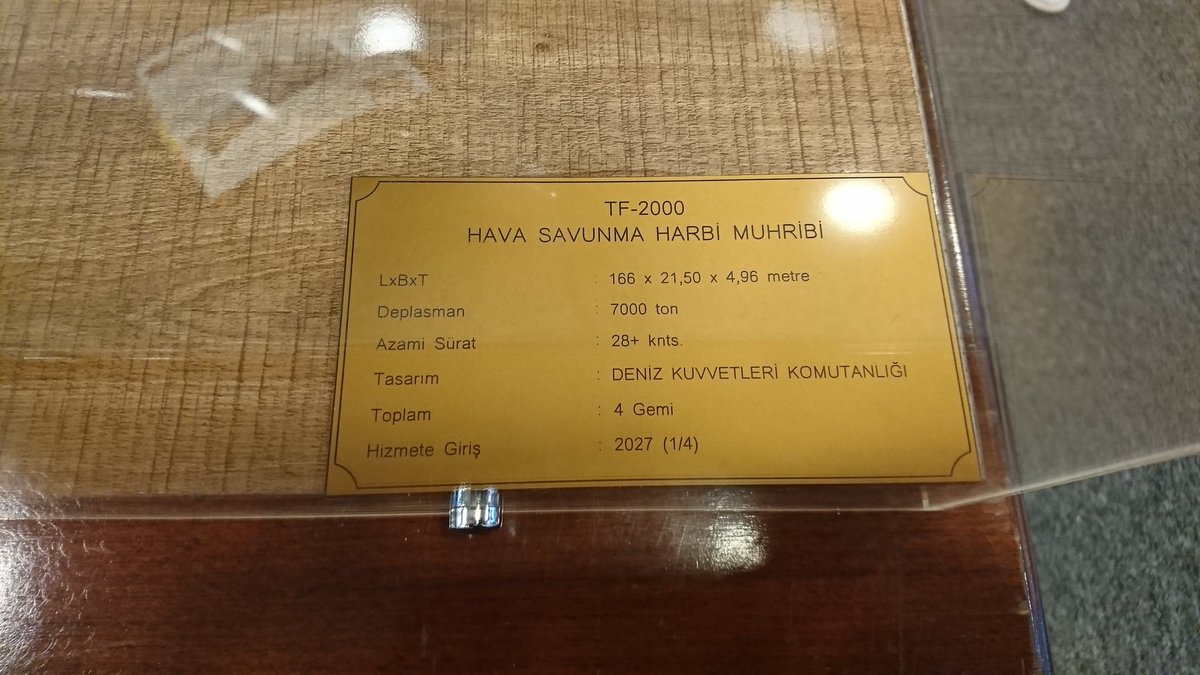 TF-2000
HAVA SAVUNMA HARBİ MUHRİBİ
LxBxT : 166 x 21,50 x 4,96 metre
Deplasman : 7000 ton
Azami Sürat : 28+ knts.
Tasarım : DENİZ KUVVETLERİ KOMUTANLIĞI
Toplam : 4 Gemi
Hizmete Giriş : 2027 (1/4)